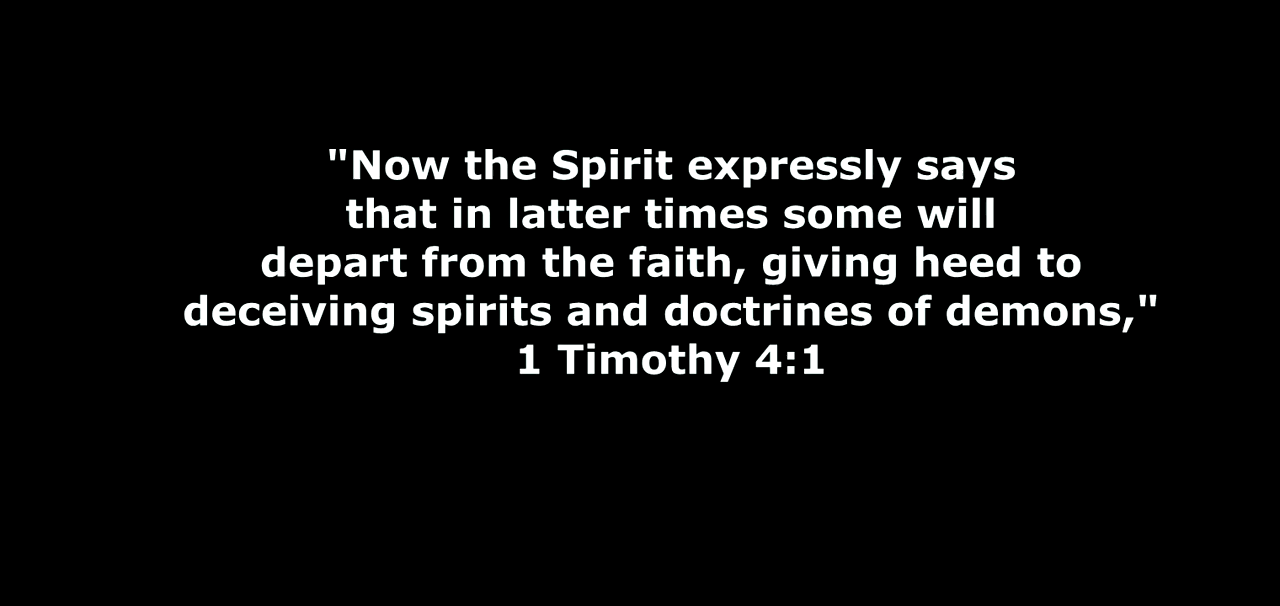 "Now the Spirit expressly says
that in latter times some will
depart from the faith, giving heed to
deceiving spirits and doctrines of demons,"
1 Timothy 4:1